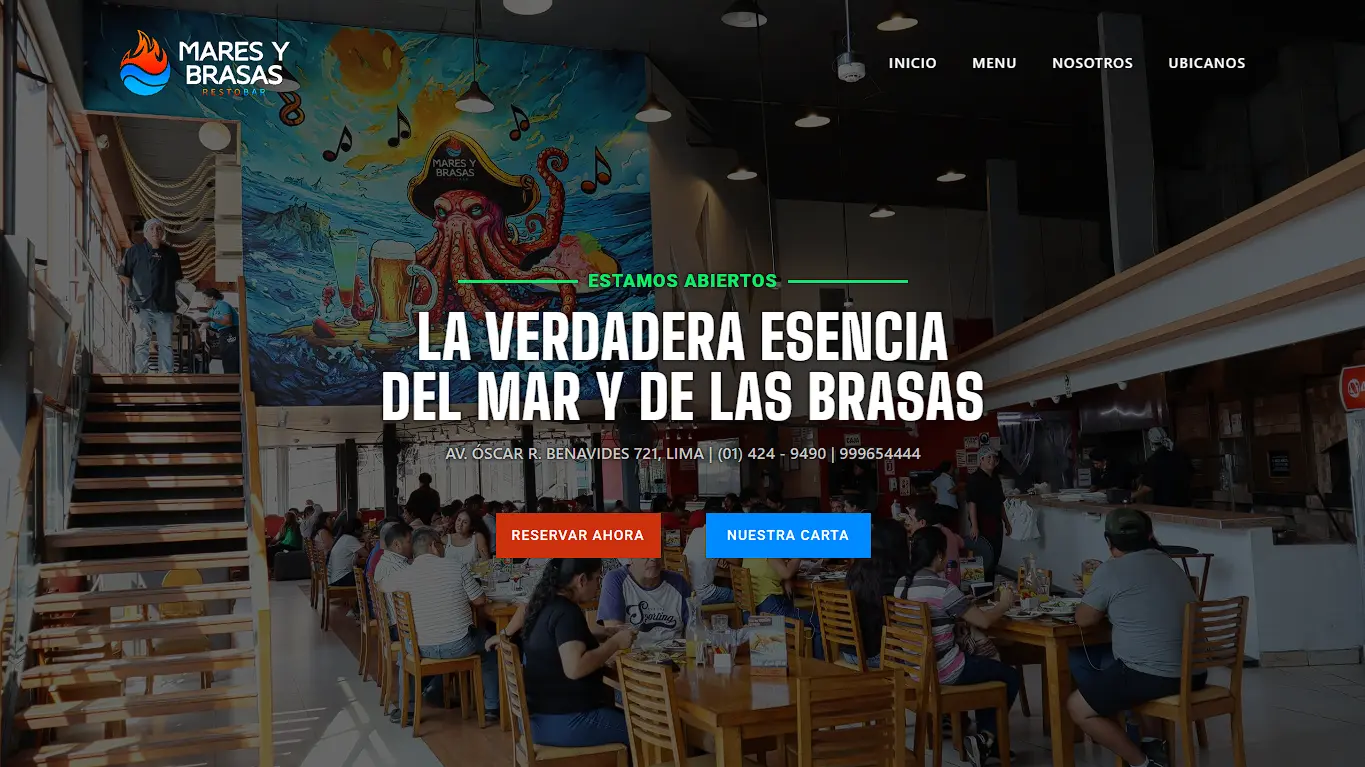 MARES Y
BRASAS
RESTOBAR
INICIO
MENU
NOSOTROS
UBICANOS
MARES Y
BRASAS
ESTAMOS ABIERTOS
LA VERDADERA ESENCIA
DEL MAR Y DE LAS BRASAS
AV. ÓSCAR R. BENAVIDES 721, LIMA | (01) 424 - 9490 | 999654444
RESERVAR AHORA
NUESTRA CARTA
Sporting